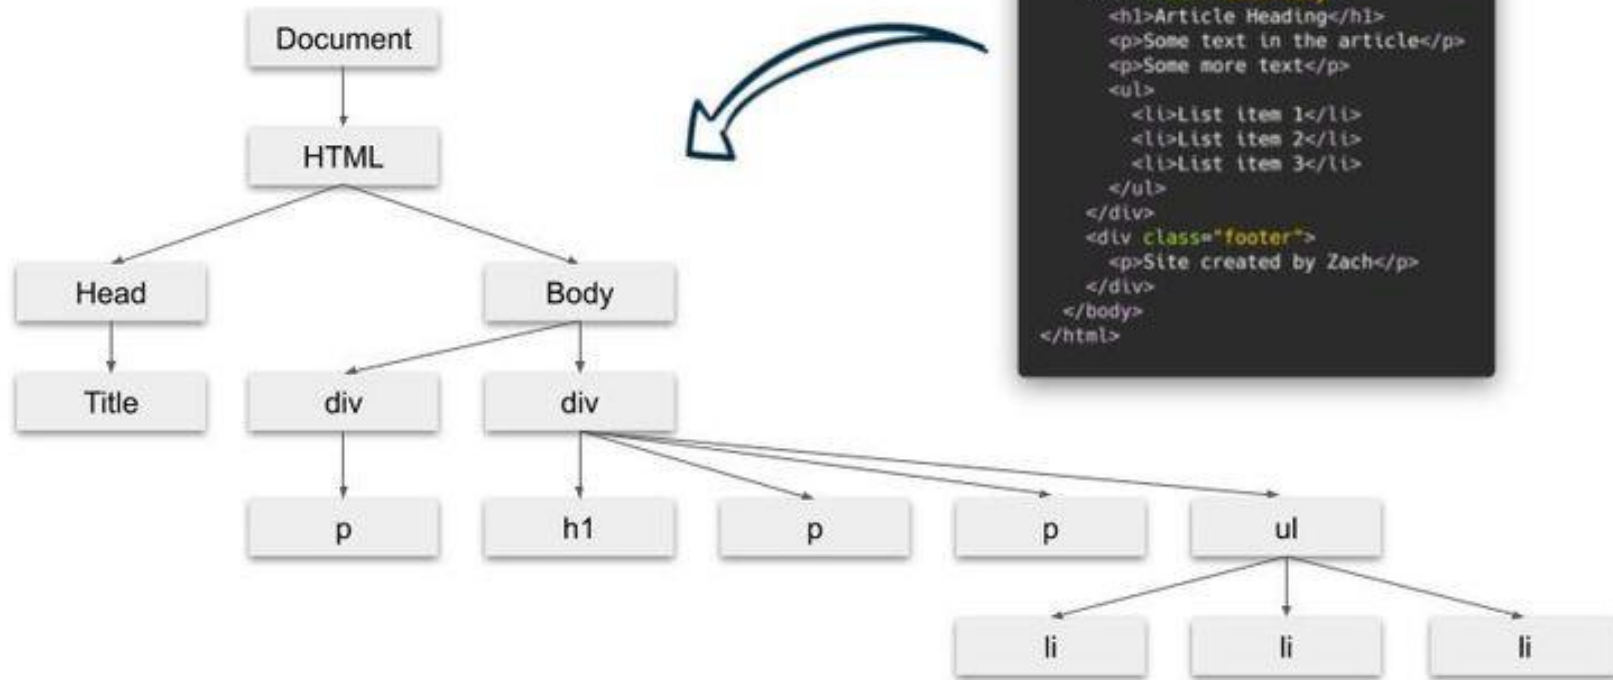 Document
HTML
Head
Body
Title
div
div
p
h1
p
p
ul
li
li
li
<h1>Article Heading</h1>
<p>Some text in the article</p>
<p>Some more text</p>
<ul>
<li>List item 1</li>
<li>List item 2</li>
<li>List item 3</li>
</ul>
</div>
<div class="footer">
<p>Site created by Zach</p>
</div>
</body>
</html>